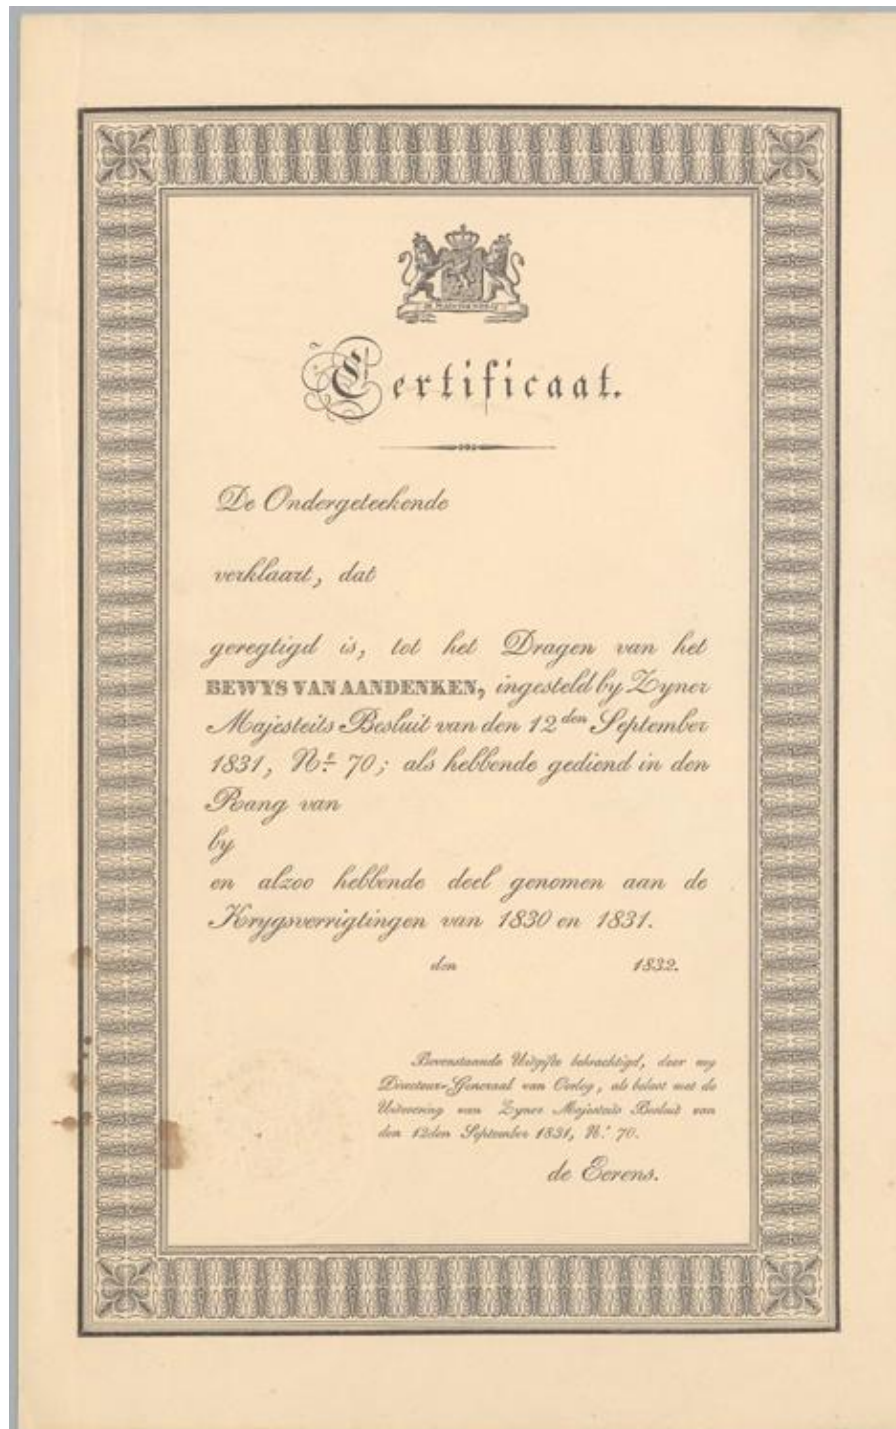 Certificaat.
De Ondergeteekende
verklaart, dat
geregtigd is, tot het Dragen van het
BEWYS VAN AANDENKEN, ingesteld by Zyner
Majesteits Besluit van den 12den September
1831, No. 70; als hebbende gediend in den
Rang van
by
en alzoo hebbende deel genomen aan de
Krygsverrigtingen van 1830 en 1831.
den 1832.
Bovenstaande Uitgifte bekrachtigd, door my
Directeur-Generaal van Oorlog, als belast met de
Uitvoering van Zyner Majesteits Besluit van
den 12den September 1831, No. 70.
de Eerens.